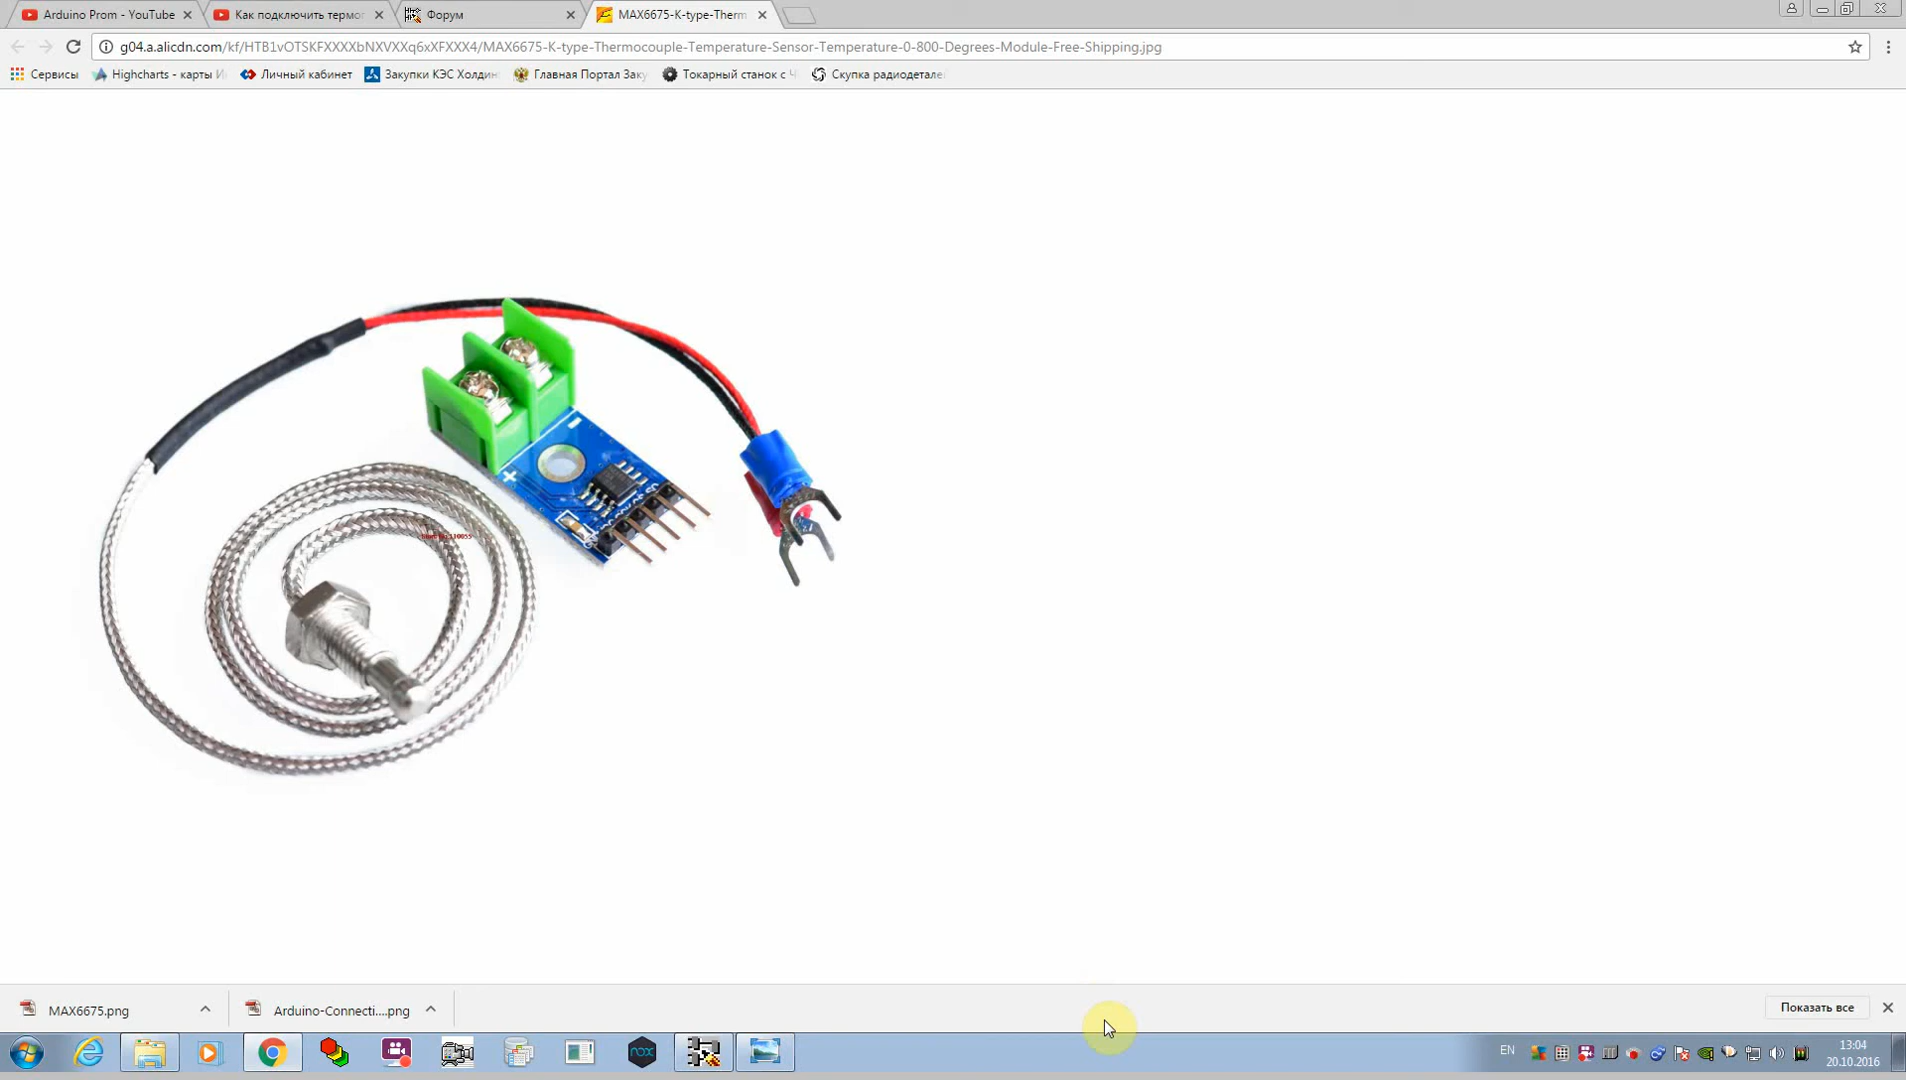 Arduino Prom - YouTube
Как подключить термо
Форум
MAX6675-K-type-Therm
g04.a.alicdn.com/kf/HTB1vOTSKFXXXXbNXVXXq6xXFXXX4/MAX6675-K-type-Thermocouple-Temperature-Sensor-Temperature-0-800-Degrees-Module-Free-Shipping.jpg
Сервисы
Highcharts - карты И
Личный кабинет
Закупки КЭС Холдин
Главная Портал Заку
Токарный станок с Ч
Скупка радиодетале
MAX6675.png
Arduino-Connecti....png
Показать все
nox
EN
13:04
20.10.2016